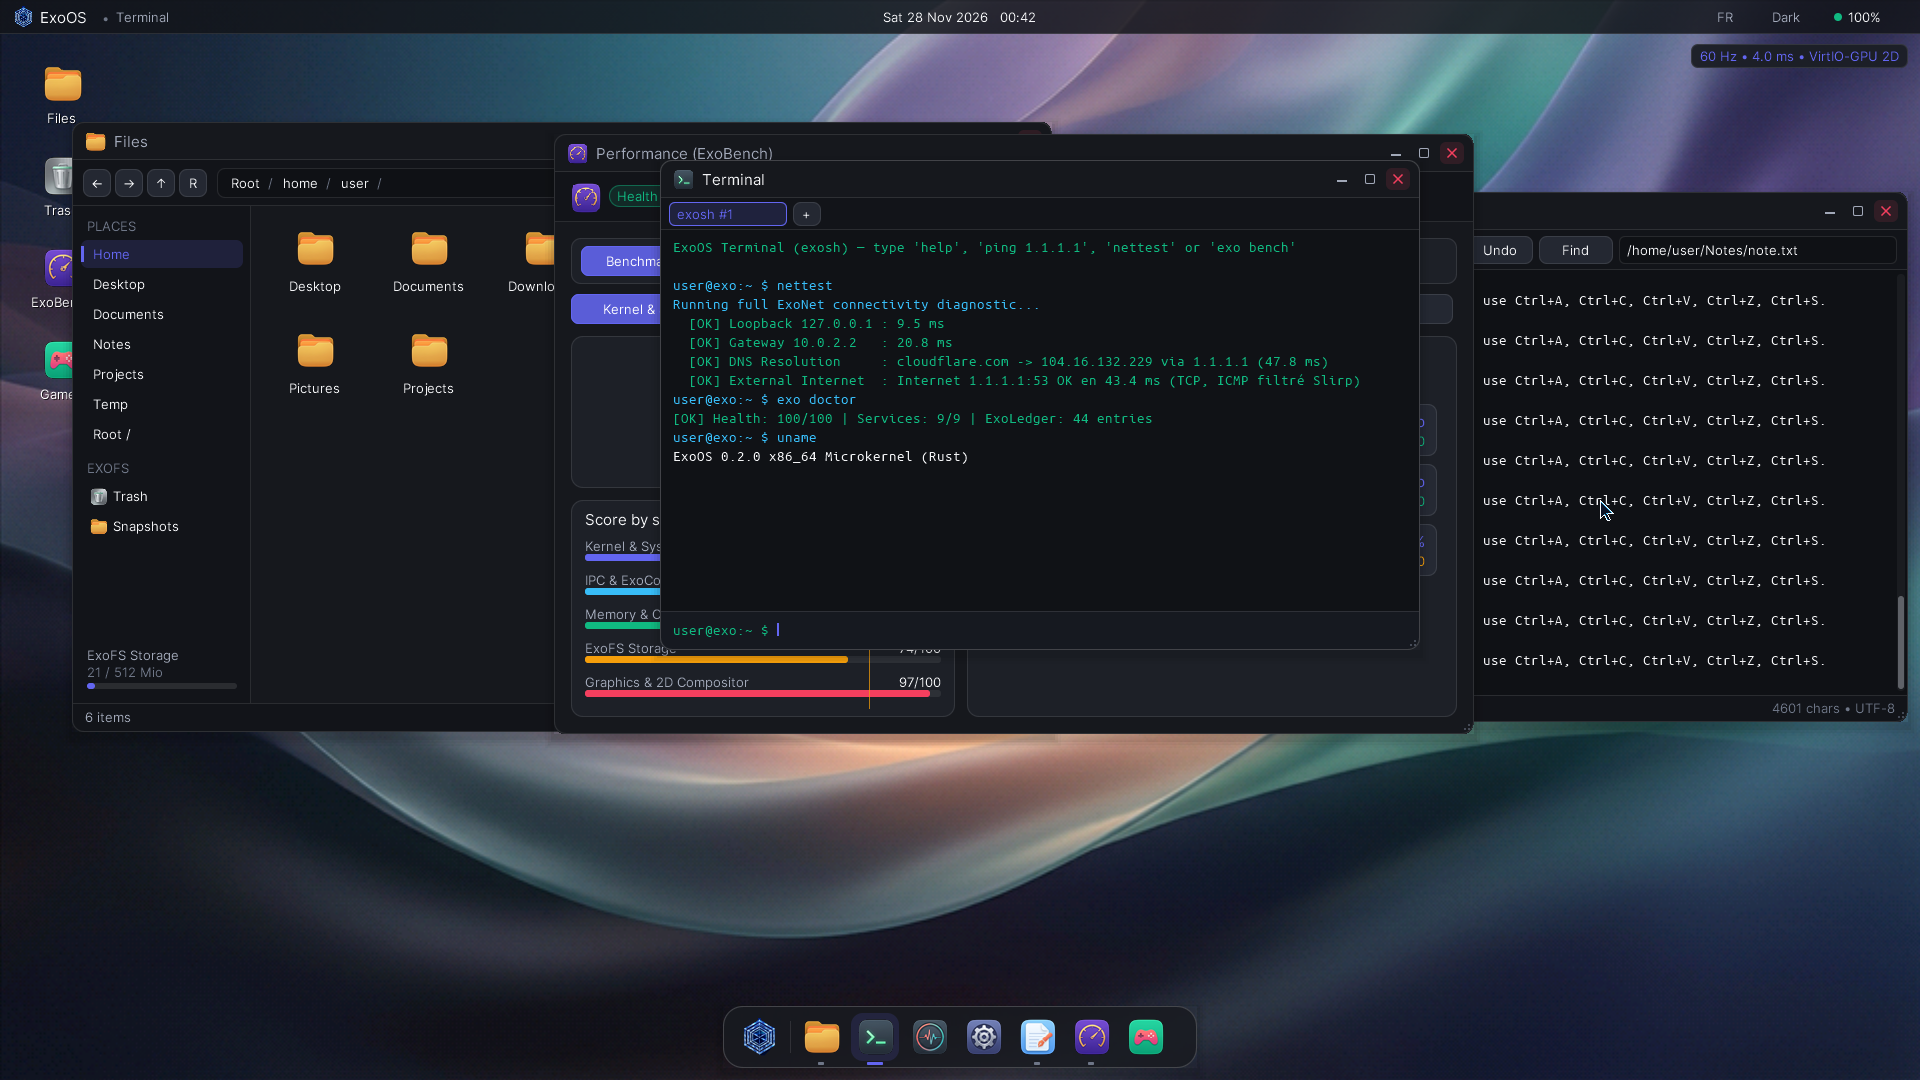 ExoOS • Terminal
Sat 28 Nov 2026 00:42
FR Dark 100%
60 Hz • 4.0 ms • VirtIO-GPU 2D
Files
Files
← → ↑ R Root / home / user /
PLACES
Home
Desktop
Documents
Notes
Projects
Temp
Root /
EXOFS
Trash
Snapshots
ExoFS Storage
21 / 512 Mio
6 items
Desktop
Documents
Pictures
Projects
Performance (ExoBench)
Health
Kernel &
Kernel &
Memory &
ExoFS Storage
Graphics & 2D Compositor 97/100
Terminal
exosh #1 +
ExoOS Terminal (exosh) — type 'help', 'ping 1.1.1.1', 'nettest' or 'exo bench'
user@exo:~ $ nettest
Running full ExoNet connectivity diagnostic...
[OK] Loopback 127.0.0.1 : 9.5 ms
[OK] Gateway 10.0.2.2 : 20.8 ms
[OK] DNS Resolution : cloudflare.com -> 104.16.132.229 via 1.1.1.1 (47.8 ms)
[OK] External Internet : Internet 1.1.1.1:53 OK en 43.4 ms (TCP, ICMP filtré Slirp)
user@exo:~ $ exo doctor
[OK] Health: 100/100 | Services: 9/9 | ExoLedger: 44 entries
user@exo:~ $ uname
ExoOS 0.2.0 x86_64 Microkernel (Rust)
user@exo:~ $
Undo Find /home/user/Notes/note.txt
use Ctrl+A, Ctrl+C, Ctrl+V, Ctrl+Z, Ctrl+S.
use Ctrl+A, Ctrl+C, Ctrl+V, Ctrl+Z, Ctrl+S.
use Ctrl+A, Ctrl+C, Ctrl+V, Ctrl+Z, Ctrl+S.
use Ctrl+A, Ctrl+C, Ctrl+V, Ctrl+Z, Ctrl+S.
use Ctrl+A, Ctrl+C, Ctrl+V, Ctrl+Z, Ctrl+S.
use Ctrl+A, Ctrl+C, Ctrl+V, Ctrl+Z, Ctrl+S.
use Ctrl+A, Ctrl+C, Ctrl+V, Ctrl+Z, Ctrl+S.
use Ctrl+A, Ctrl+C, Ctrl+V, Ctrl+Z, Ctrl+S.
use Ctrl+A, Ctrl+C, Ctrl+V, Ctrl+Z, Ctrl+S.
use Ctrl+A, Ctrl+C, Ctrl+V, Ctrl+Z, Ctrl+S.
4601 chars • UTF-8